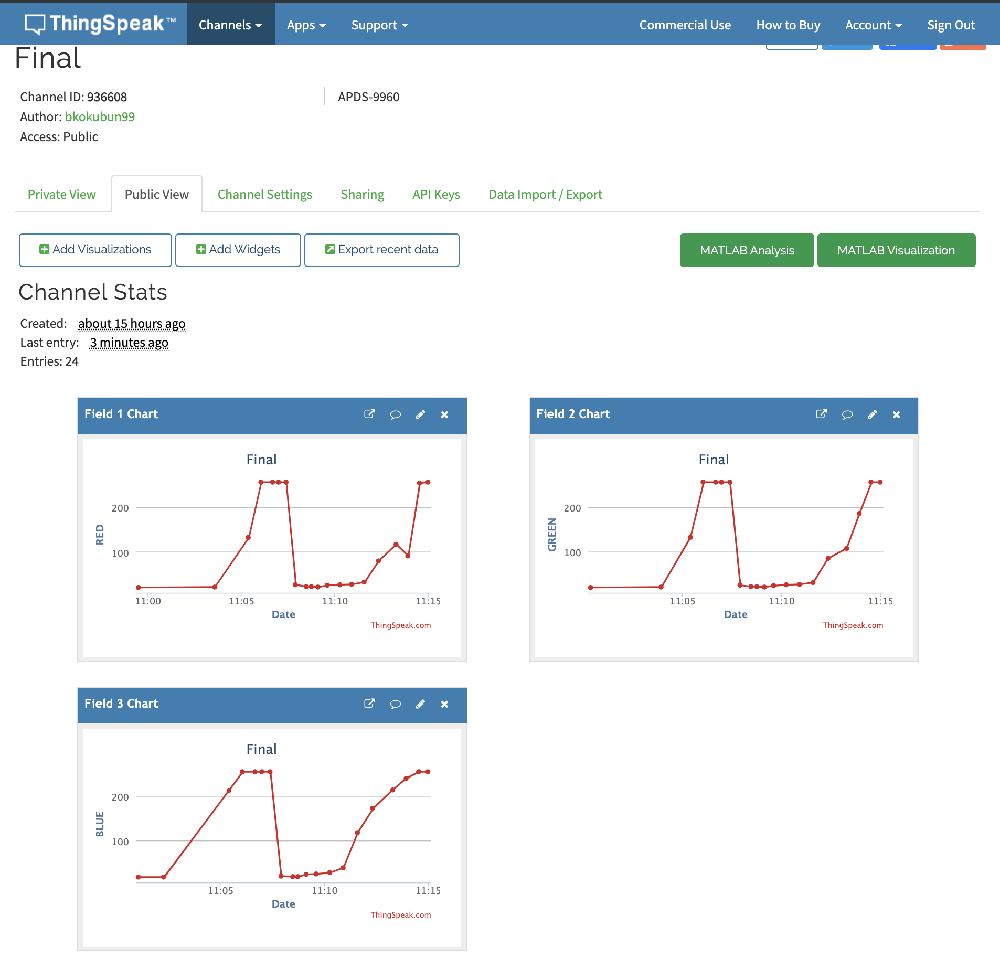 ThingSpeak™ Channels Apps Support Commercial Use How to Buy Account Sign Out
Final
Channel ID: 936608
Author: bkokubun99
Access: Public
APDS-9960
Private View Public View Channel Settings Sharing API Keys Data Import / Export
Add Visualizations Add Widgets Export recent data MATLAB Analysis MATLAB Visualization
Channel Stats
Created: about 15 hours ago
Last entry: 3 minutes ago
Entries: 24
Field 1 Chart
Final
RED
200
100
11:00 11:05 11:10 11:15
Date
ThingSpeak.com
Field 2 Chart
Final
GREEN
200
100
11:05 11:10 11:15
Date
ThingSpeak.com
Field 3 Chart
Final
BLUE
200
100
11:05 11:10 11:15
Date
ThingSpeak.com